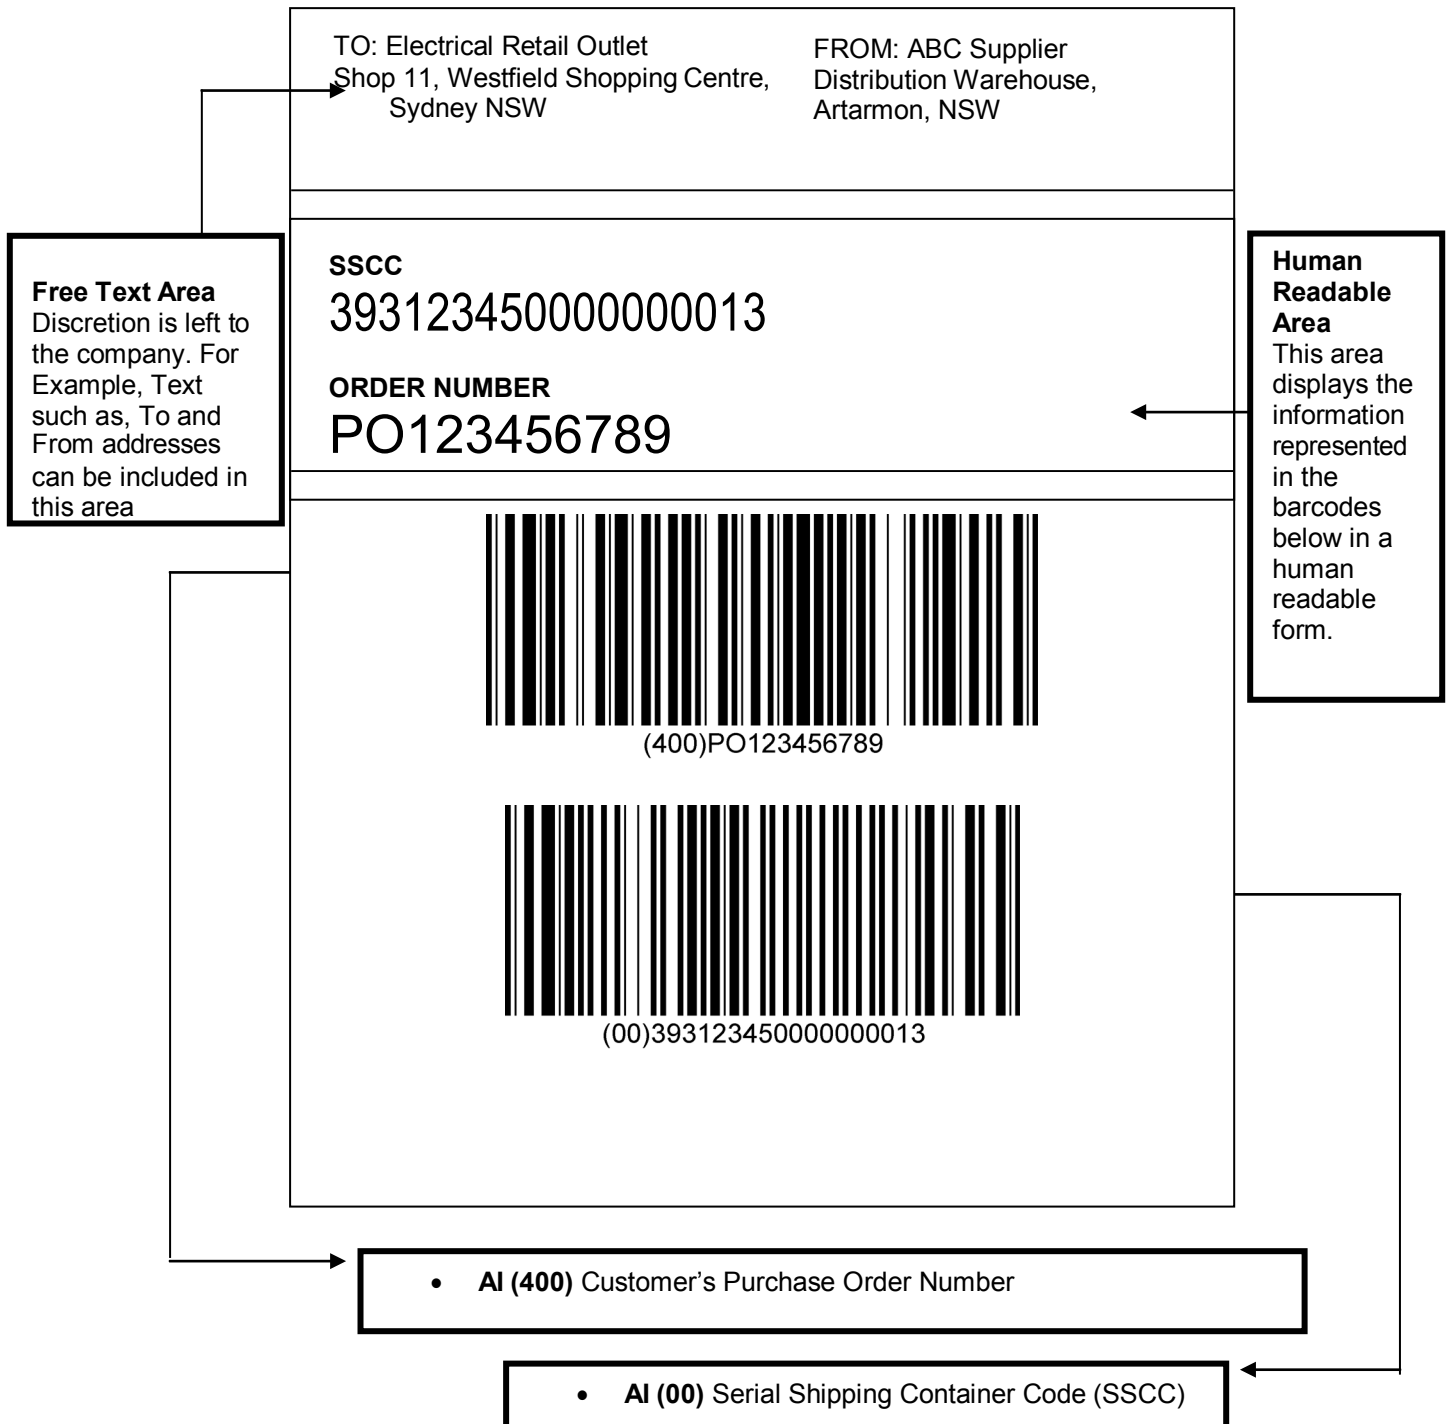 TO: Electrical Retail Outlet
Shop 11, Westfield Shopping Centre,
Sydney NSW
FROM: ABC Supplier
Distribution Warehouse,
Artarmon, NSW
Free Text Area
Discretion is left to
the company. For
Example, Text
such as, To and
From addresses
can be included in
this area
SSCC
393123450000000013
ORDER NUMBER
PO123456789
Human
Readable
Area
This area
displays the
information
represented
in the
barcodes
below in a
human
readable
form.
(400)PO123456789
(00)393123450000000013
• AI (400) Customer’s Purchase Order Number
• AI (00) Serial Shipping Container Code (SSCC)